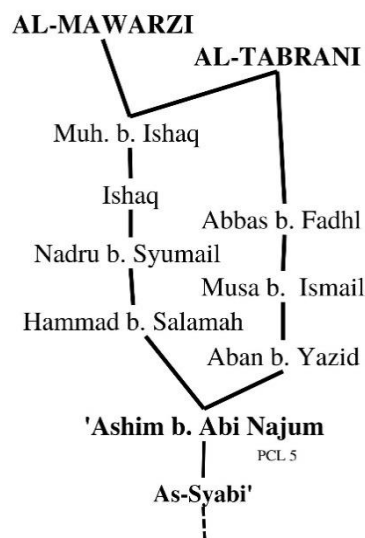 AL-MAWARZI
AL-TABRANI
Muh. b. Ishaq
Ishaq
Abbas b. Fadhl
Nadru b. Syumail
Musa b. Ismail
Hammad b. Salamah
Aban b. Yazid
'Ashim b. Abi Najum
PCL 5
As-Syabi'